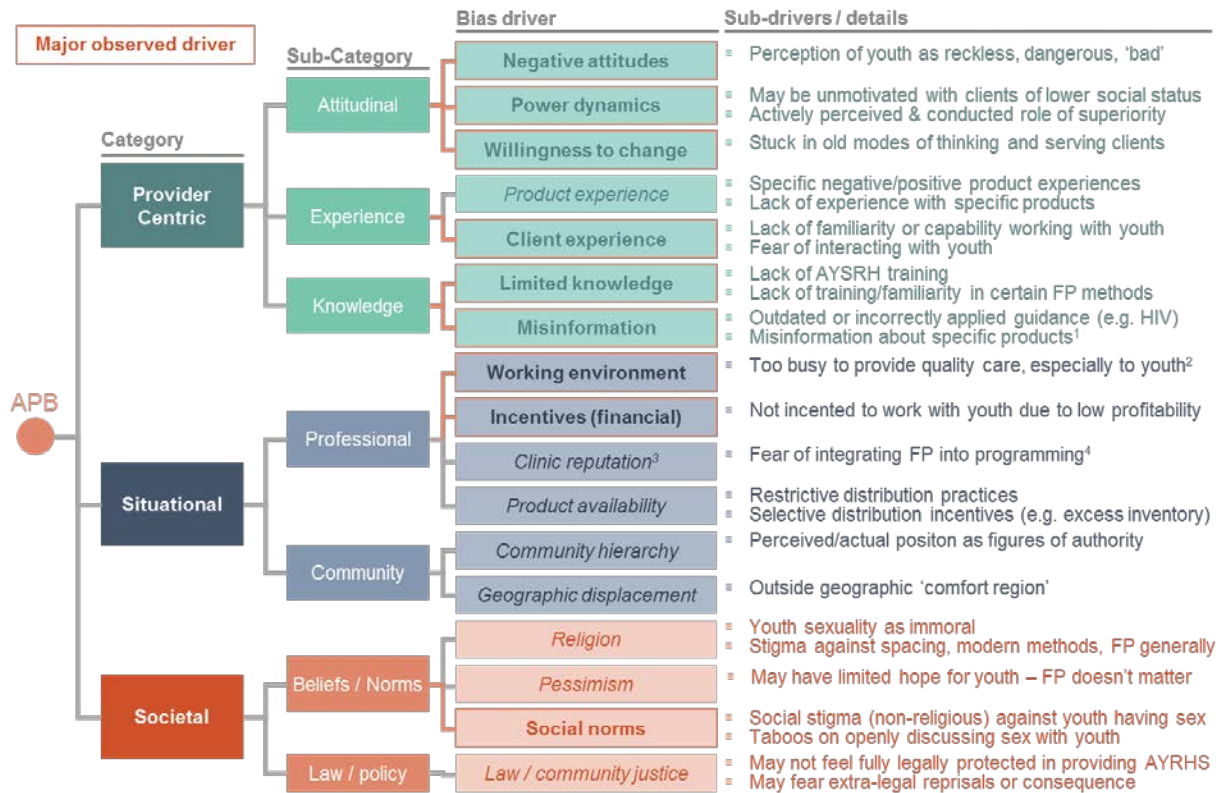 Major observed driver
Category
Sub-Category
Bias driver
Sub-drivers / details
APB
Provider
Centric
Attitudinal
Negative attitudes
Perception of youth as reckless, dangerous, ‘bad’
Power dynamics
May be unmotivated with clients of lower social status
Actively perceived & conducted role of superiority
Willingness to change
Stuck in old modes of thinking and serving clients
Experience
Product experience
Specific negative/positive product experiences
Lack of experience with specific products
Client experience
Lack of familiarity or capability working with youth
Fear of interacting with youth
Knowledge
Limited knowledge
Lack of AYSRH training
Lack of training/familiarity in certain FP methods
Misinformation
Outdated or incorrectly applied guidance (e.g. HIV)
Misinformation about specific products1
Situational
Professional
Working environment
Too busy to provide quality care, especially to youth2
Incentives (financial)
Not incented to work with youth due to low profitability
Clinic reputation3
Fear of integrating FP into programming4
Product availability
Restrictive distribution practices
Selective distribution incentives (e.g. excess inventory)
Community
Community hierarchy
Perceived/actual positon as figures of authority
Geographic displacement
Outside geographic ‘comfort region’
Societal
Beliefs / Norms
Religion
Youth sexuality as immoral
Stigma against spacing, modern methods, FP generally
Pessimism
May have limited hope for youth – FP doesn’t matter
Social norms
Social stigma (non-religious) against youth having sex
Taboos on openly discussing sex with youth
Law / policy
Law / community justice
May not feel fully legally protected in providing AYRHS
May fear extra-legal reprisals or consequence